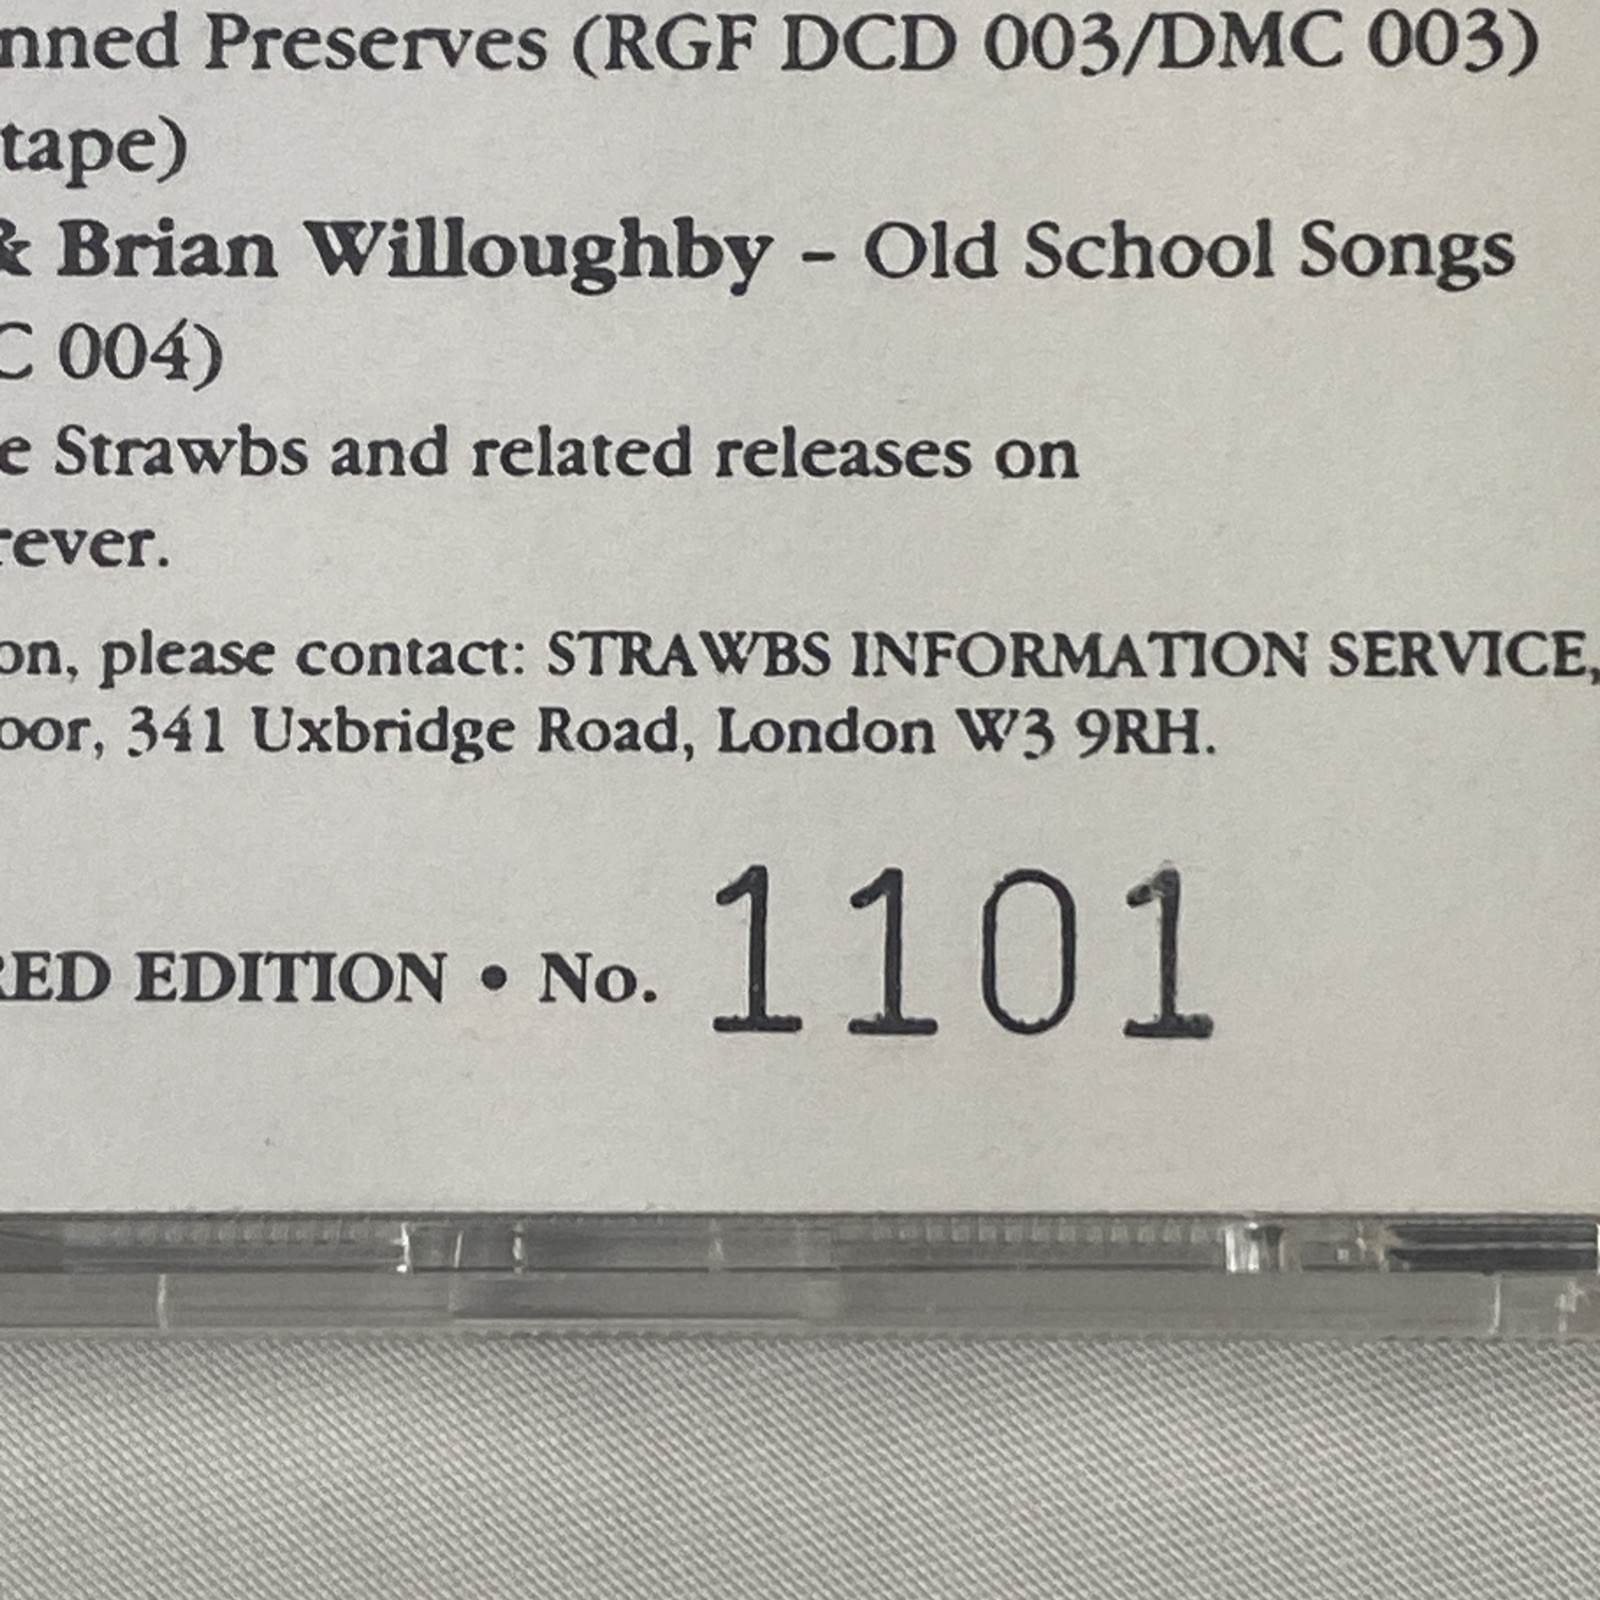 nned Preserves (RGF DCD 003/DMC 003)
tape)
& Brian Willoughby – Old School Songs
C 004)
e Strawbs and related releases on
rever.
on, please contact: STRAWBS INFORMATION SERVICE,
oor, 341 Uxbridge Road, London W3 9RH.
RED EDITION • No. 1101